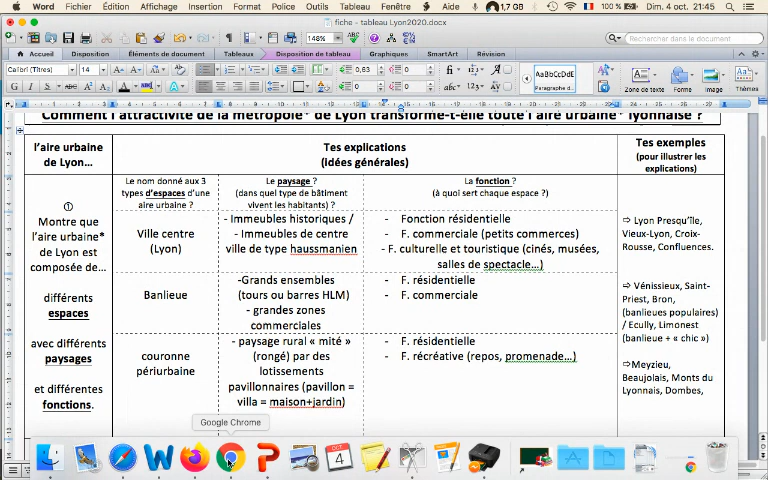 Word Fichier Édition Affichage Insertion Format Police Outils Tableau Fenêtre 1,7 GB 100 % Dim. 4 oct. 21:45
fiche - tableau Lyon2020.docx
148% Rechercher dans le document
Accueil Disposition Éléments de document Tableaux Disposition de tableau Graphiques SmartArt Révision
Calibri (Titres) 14 0,63 0 AaBbCcDdE
G I S ABC 0 0 abc 123 Paragraphe d... Zone de texte Forme Image Thèmes
Comment l'attractivité de la métropole* de Lyon transforme-t-elle toute l'aire urbaine* lyonnaise ?
l'aire urbaine de Lyon…
Tes explications
(idées générales)
Tes exemples
(pour illustrer les
explications)
Le nom donné aux 3
types d'espaces d'une
aire urbaine ?
Le paysage ?
(dans quel type de bâtiment
vivent les habitants) ?
La fonction ?
(à quoi sert chaque espace ?)
①
Montre que
l'aire urbaine*
de Lyon est
composée de…
différents
espaces
avec différents
paysages
et différentes
fonctions.
Ville centre
(Lyon)
- Immeubles historiques /
- Immeubles de centre
ville de type haussmanien
- Fonction résidentielle
- F. commerciale (petits commerces)
- F. culturelle et touristique (cinés, musées,
salles de spectacle…)
⇨ Lyon Presqu'île,
Vieux-Lyon, Croix-
Rousse, Confluences.
Banlieue
-Grands ensembles
(tours ou barres HLM)
- grandes zones
commerciales
- F. résidentielle
- F. commerciale
⇨ Vénissieux, Saint-
Priest, Bron,
(banlieues populaires)
/ Ecully, Limonest
(banlieue + « chic »)
couronne
périurbaine
- paysage rural « mité »
(rongé) par des
lotissements
pavillonnaires (pavillon =
villa = maison+jardin)
- F. résidentielle
- F. récréative (repos, promenade…)
⇨Meyzieu,
Beaujolais, Monts du
Lyonnais, Dombes,
Google Chrome
OCT
4